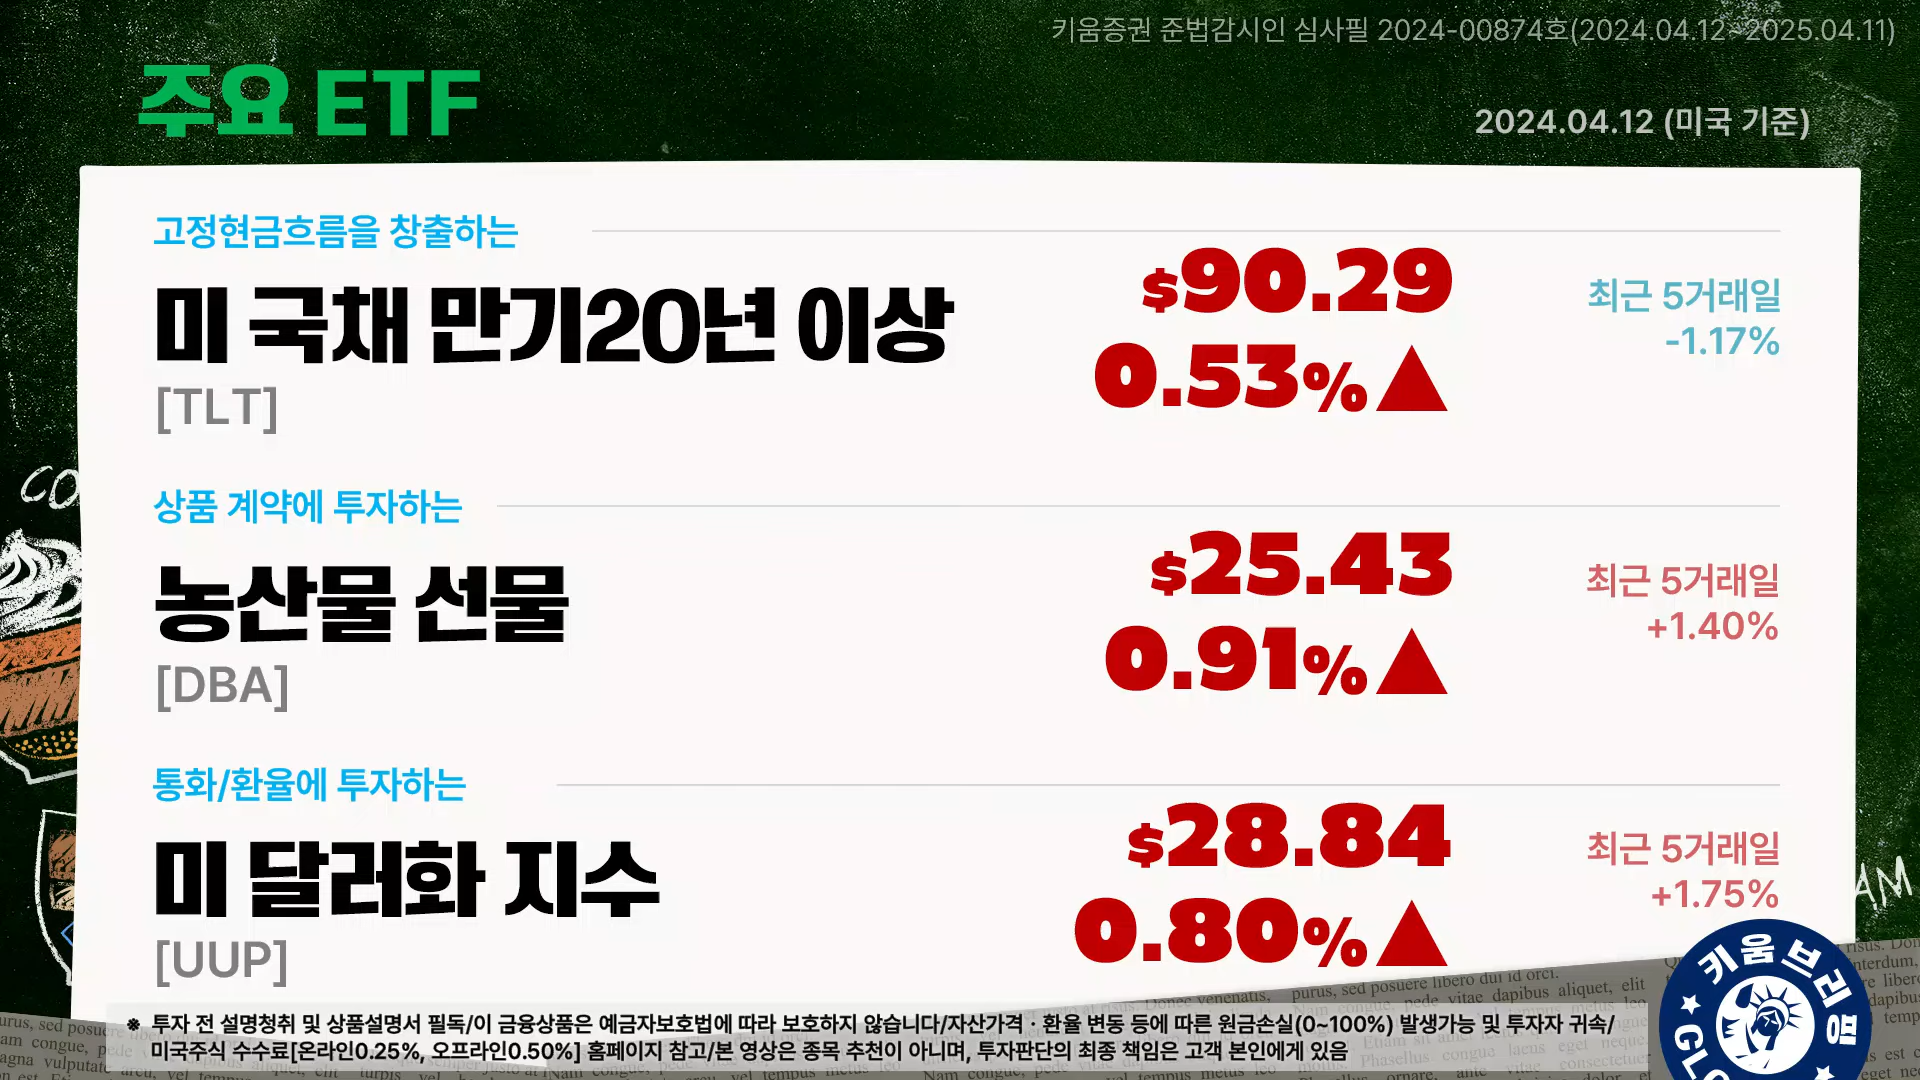 키움증권 준법감시인 심사필 2024-00874호(2024.04.12~2025.04.11)
주요 ETF
2024.04.12 (미국 기준)
고정현금흐름을 창출하는
미 국채 만기20년 이상
[TLT]
$90.29
0.53%▲
최근 5거래일
-1.17%
상품 계약에 투자하는
농산물 선물
[DBA]
$25.43
0.91%▲
최근 5거래일
+1.40%
통화/환율에 투자하는
미 달러화 지수
[UUP]
$28.84
0.80%▲
최근 5거래일
+1.75%
키움 브리핑
※ 투자 전 설명청취 및 상품설명서 필독/이 금융상품은 예금자보호법에 따라 보호하지 않습니다/자산가격 · 환율 변동 등에 따른 원금손실(0~100%) 발생가능 및 투자자 귀속/
미국주식 수수료[온라인0.25%, 오프라인0.50%] 홈페이지 참고/본 영상은 종목 추천이 아니며, 투자판단의 최종 책임은 고객 본인에게 있음